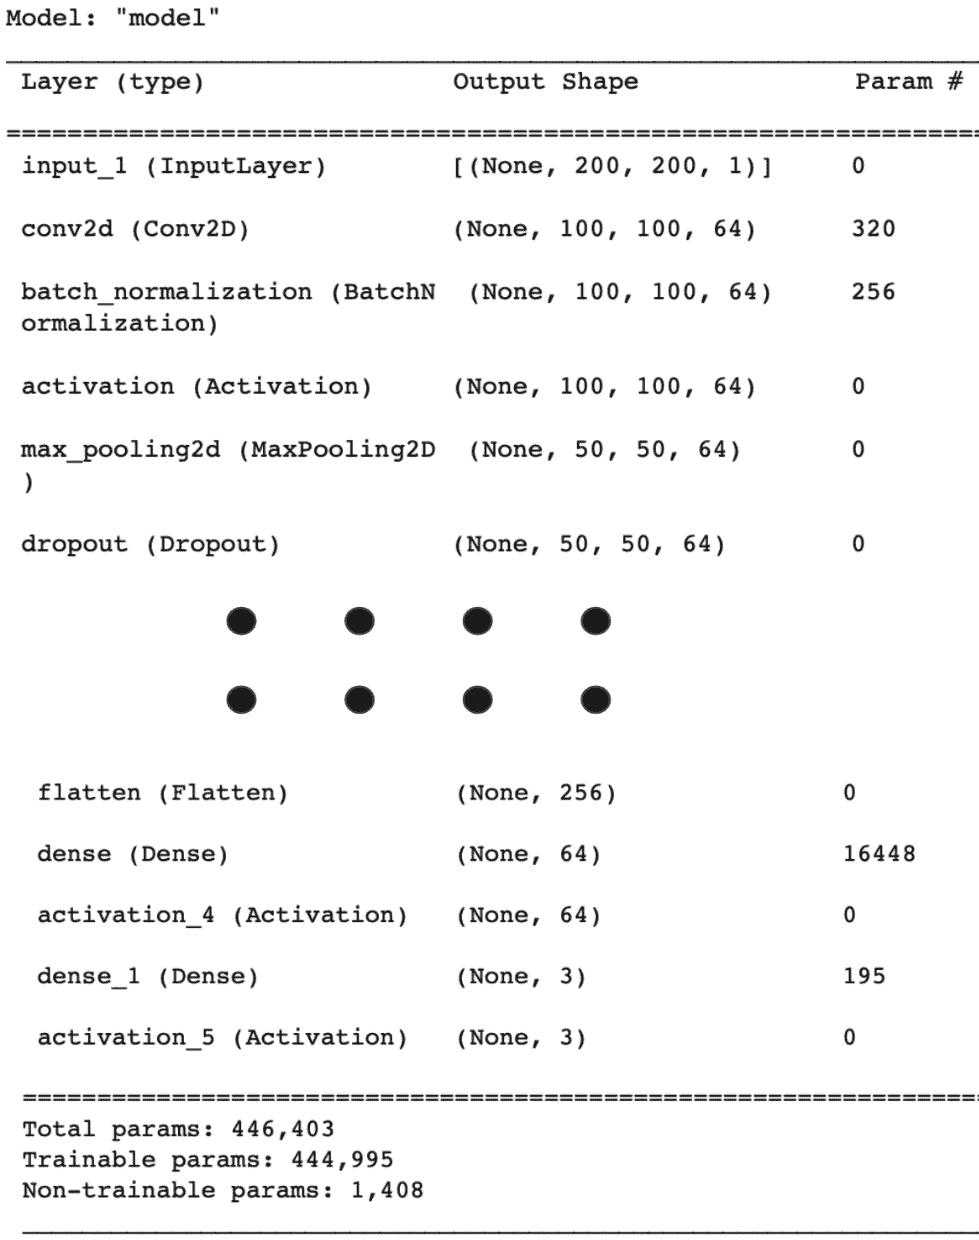 Model: "model"
Layer (type) Output Shape Param #
=================================================================
input_1 (InputLayer) [(None, 200, 200, 1)] 0
conv2d (Conv2D) (None, 100, 100, 64) 320
batch_normalization (BatchN (None, 100, 100, 64) 256
ormalization)
activation (Activation) (None, 100, 100, 64) 0
max_pooling2d (MaxPooling2D (None, 50, 50, 64) 0
)
dropout (Dropout) (None, 50, 50, 64) 0
flatten (Flatten) (None, 256) 0
dense (Dense) (None, 64) 16448
activation_4 (Activation) (None, 64) 0
dense_1 (Dense) (None, 3) 195
activation_5 (Activation) (None, 3) 0
=================================================================
Total params: 446,403
Trainable params: 444,995
Non-trainable params: 1,408